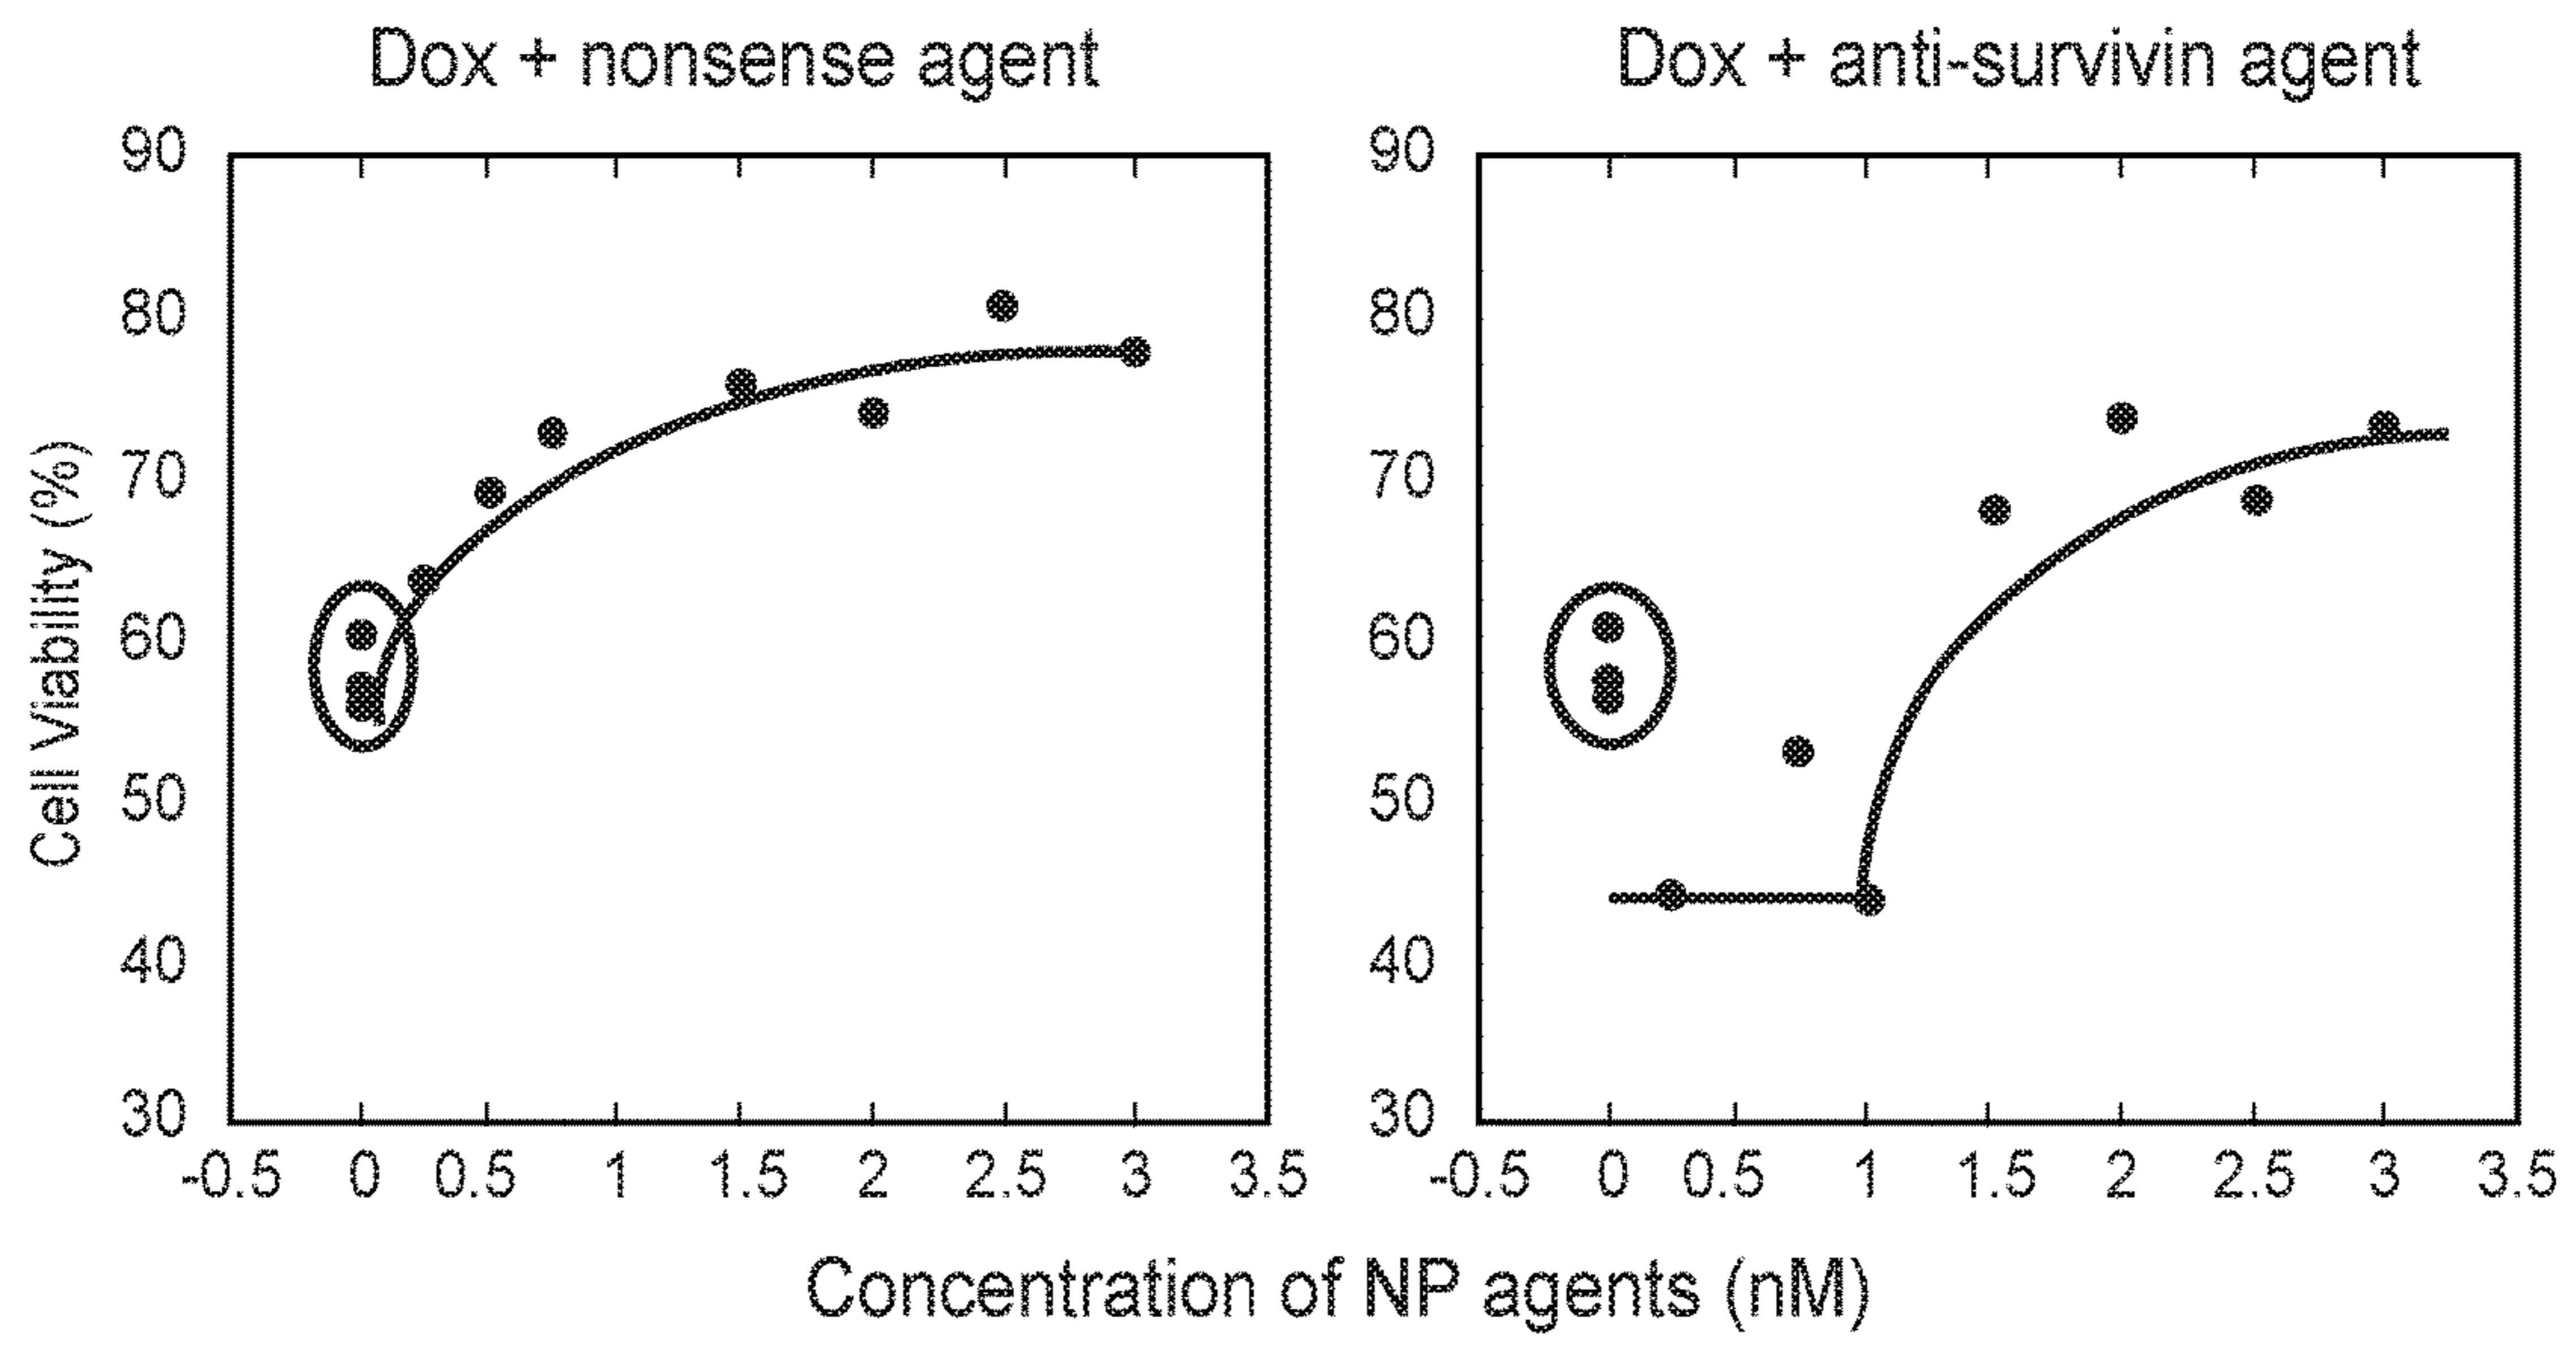 Dox + nonsense agent
Dox + anti-survivin agent
Cell Viability (%)
90
80
70
60
50
40
30
90
80
70
60
50
40
30
-0.5 0 0.5 1 1.5 2 2.5 3 3.5
-0.5 0 0.5 1 1.5 2 2.5 3 3.5
Concentration of NP agents (nM)